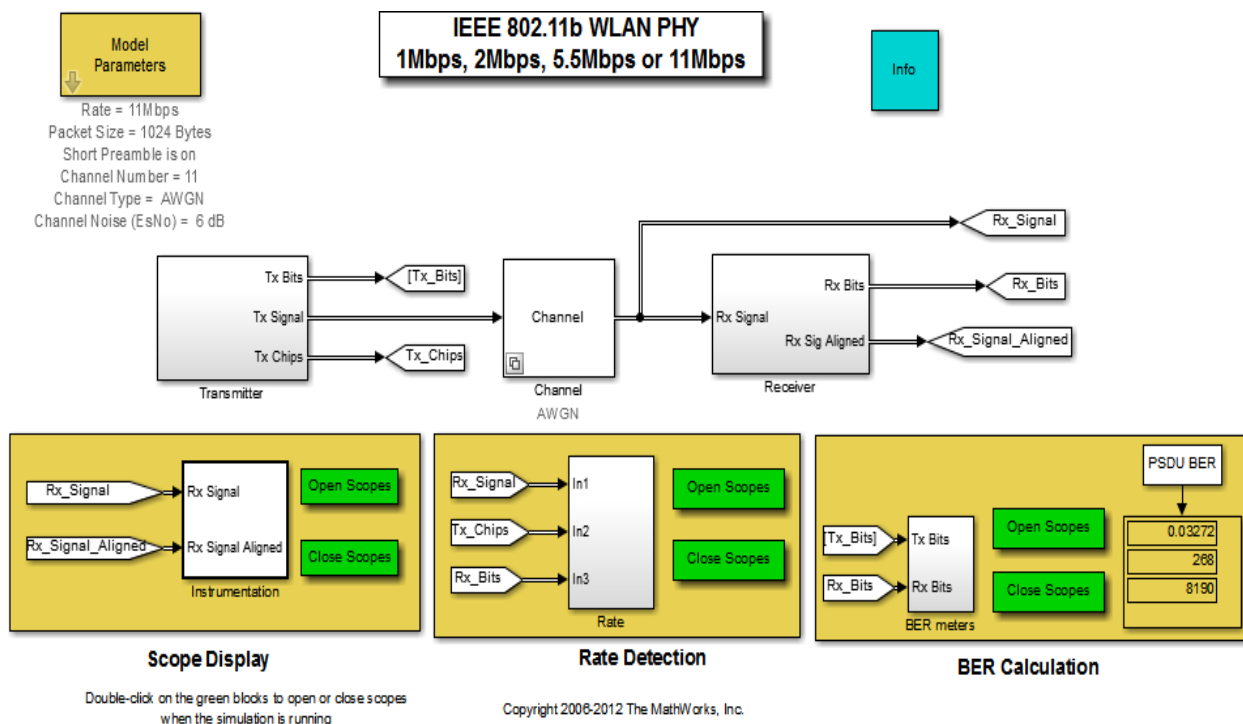 Model
Parameters
IEEE 802.11b WLAN PHY
1Mbps, 2Mbps, 5.5Mbps or 11Mbps
Info
Rate = 11Mbps
Packet Size = 1024 Bytes
Short Preamble is on
Channel Number = 11
Channel Type = AWGN
Channel Noise (EsNo) = 6 dB
Rx_Signal
Tx Bits
[Tx_Bits]
Tx Signal
Tx Chips
Tx_Chips
Transmitter
Channel
Channel
AWGN
Rx Signal
Rx Bits
Rx Sig Aligned
Receiver
Rx_Bits
Rx_Signal_Aligned
Rx_Signal
Rx_Signal_Aligned
Rx Signal
Rx Signal Aligned
Instrumentation
Open Scopes
Close Scopes
Scope Display
Double-click on the green blocks to open or close scopes
when the simulation is running
Rx_Signal
Tx_Chips
Rx_Bits
In1
In2
In3
Rate
Open Scopes
Close Scopes
Rate Detection
Copyright 2006-2012 The MathWorks, Inc.
[Tx_Bits]
Rx_Bits
Tx Bits
Rx Bits
BER meters
Open Scopes
Close Scopes
PSDU BER
0.03272
268
8190
BER Calculation